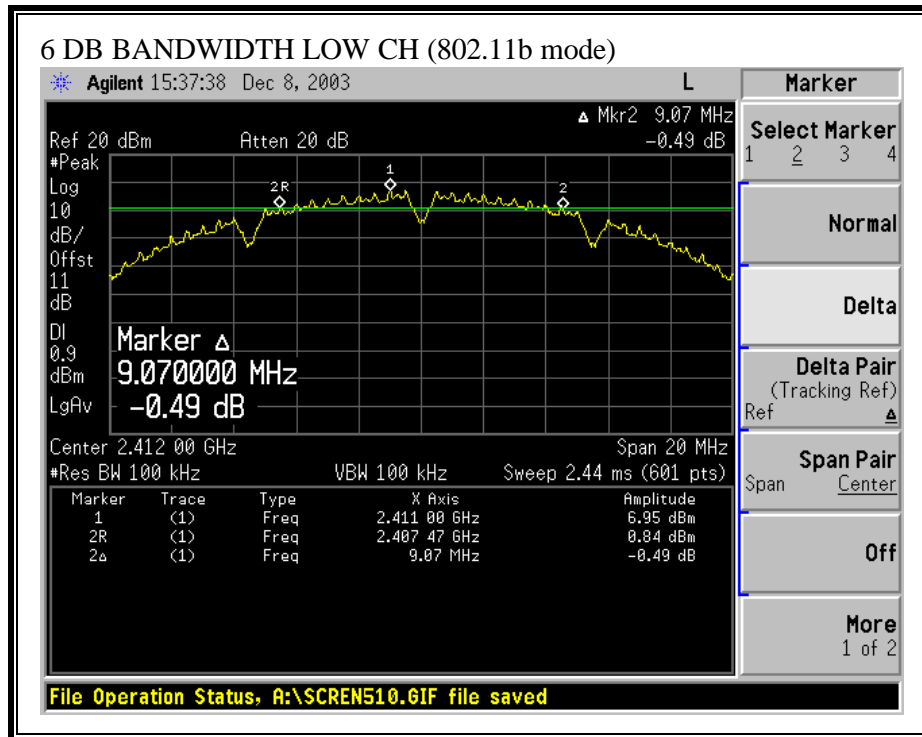 6 DB BANDWIDTH LOW CH (802.11b mode)
Agilent 15:37:38 Dec 8, 2003 L
Marker
Δ Mkr2 9.07 MHz
Ref 20 dBm Atten 20 dB -0.49 dB
Select Marker
1 2 3 4
#Peak
Log
10
dB/
Offst
11
dB
DI
0.9
dBm
LgAv
1
2R
2
Marker Δ
9.070000 MHz
-0.49 dB
Center 2.412 00 GHz Span 20 MHz
#Res BW 100 kHz VBW 100 kHz Sweep 2.44 ms (601 pts)
Marker Trace Type X Axis Amplitude
1 (1) Freq 2.411 00 GHz 6.95 dBm
2R (1) Freq 2.407 47 GHz 0.84 dBm
2Δ (1) Freq 9.07 MHz -0.49 dB
Normal
Delta
Delta Pair
(Tracking Ref)
Ref Δ
Span Pair
Span Center
Off
More
1 of 2
File Operation Status, A:\SCREN510.GIF file saved